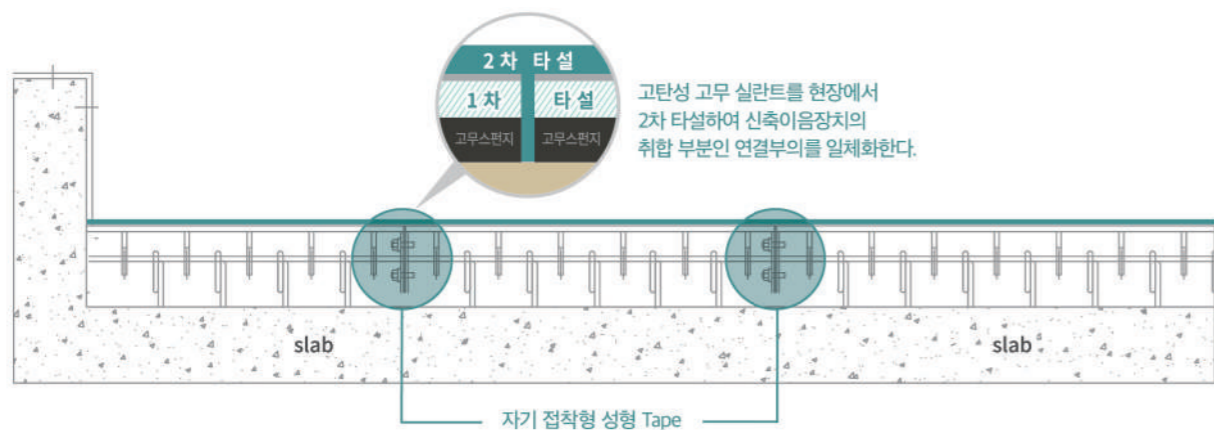 2차 타설
1차 타설
고무스펀지 고무스펀지
고탄성 고무 실란트를 현장에서
2차 타설하여 신축이음장치의
취합 부분인 연결부의를 일체화한다.
slab slab
자기 접착형 성형 Tape